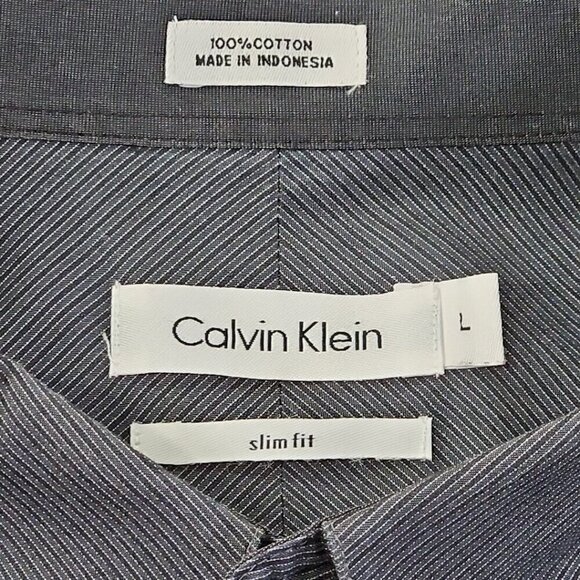 100%COTTON
MADE IN INDONESIA
Calvin Klein
L
slim fit